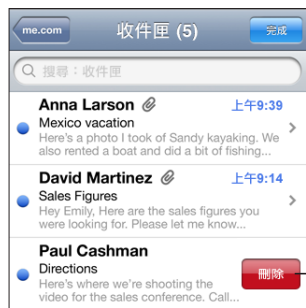 me.com
收件匣 (5)
完成
搜尋：收件匣
Anna Larson
上午9:39
Mexico vacation
Here's a photo I took of Sandy kayaking. We
also rented a boat and did a bit of fishing...
David Martinez
上午9:14
Sales Figures
Hey Emily, Here are the sales figures you
were looking for. Please let me know...
Paul Cashman
Directions
刪除
Here's where we're shooting the
video for the sales conference. Call...